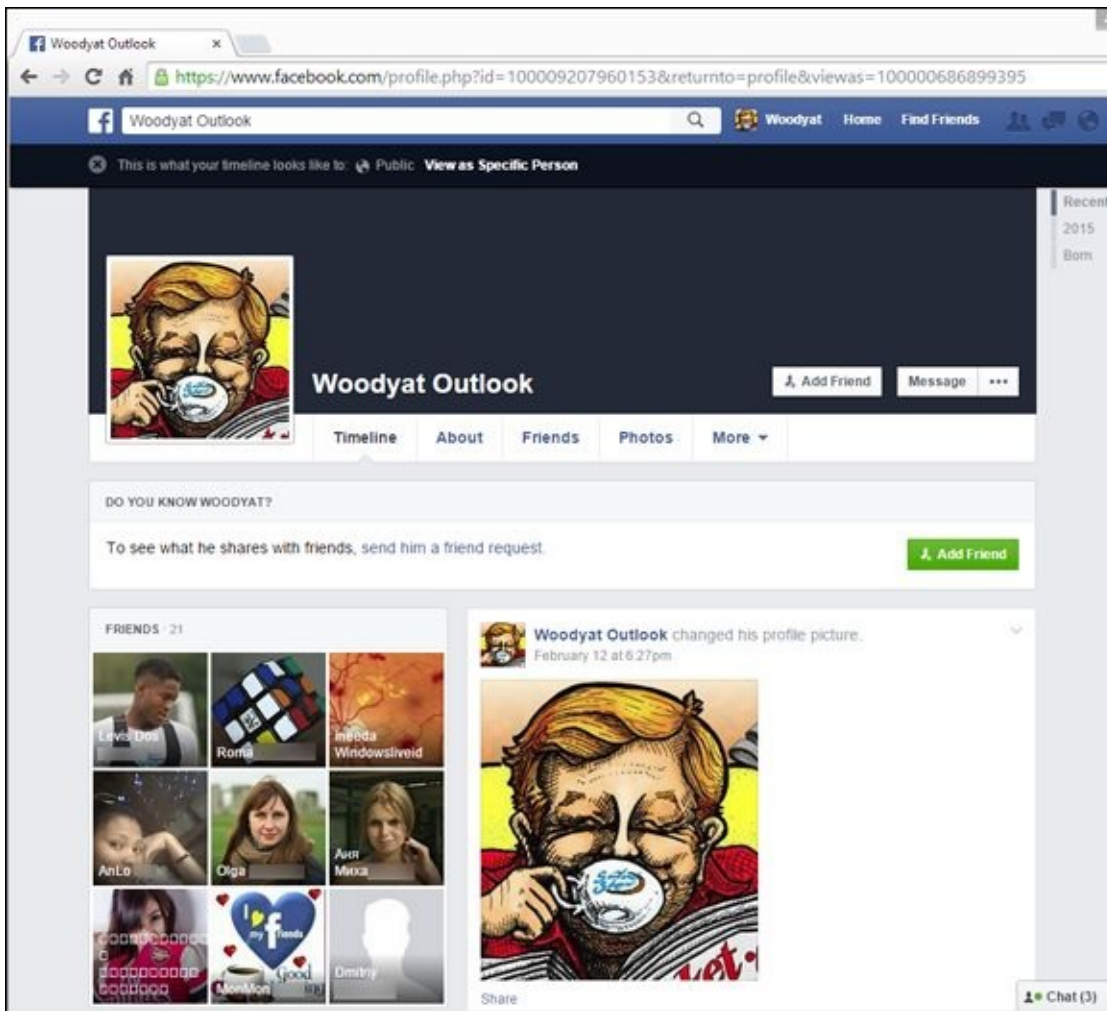 Woodyat Outlook
https://www.facebook.com/profile.php?id=100009207960153&returnto=profile&viewas=100000686899395
Woodyat Outlook
Woodyat Home Find Friends
This is what your timeline looks like to: Public View as Specific Person
Recent
2015
Born
Woodyat Outlook
Add Friend Message
Timeline About Friends Photos More
DO YOU KNOW WOODYAT?
To see what he shares with friends, send him a friend request.
Add Friend
FRIENDS · 21
Woodyat Outlook changed his profile picture.
February 12 at 6:27pm
Levis Dos
Roma
ineeda
Windowsliveid
AnLo
Olga
Аня
Миха
I
my f riends
Good
MonMon
Dmitriy
Share
Chat (3)